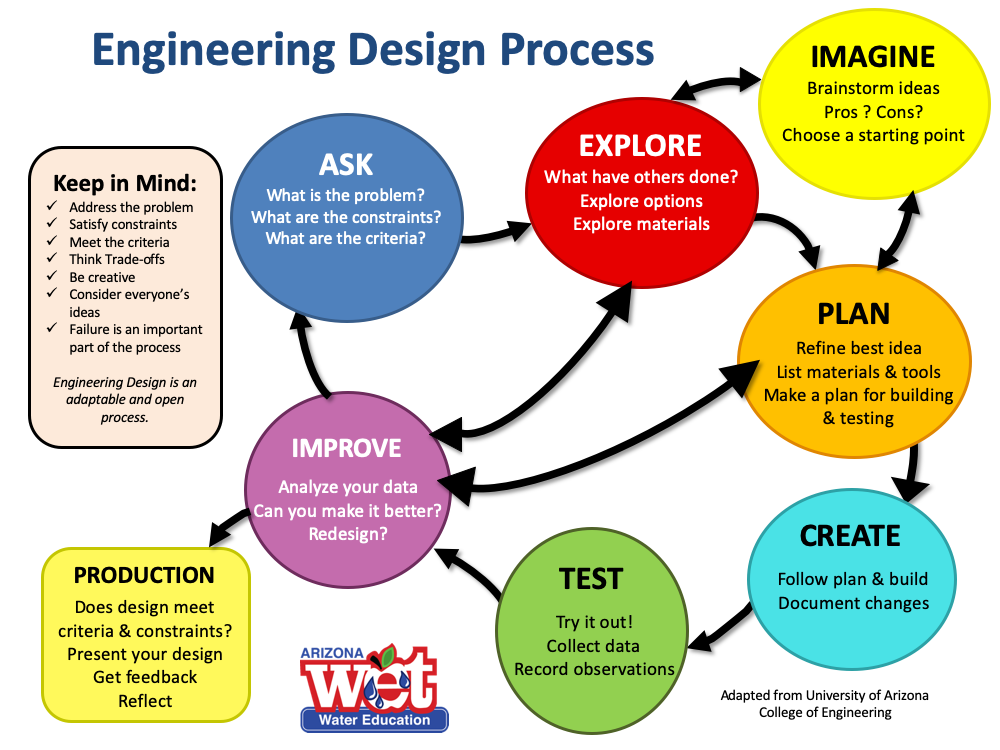 Engineering Design Process
Keep in Mind:
✓ Address the problem
✓ Satisfy constraints
✓ Meet the criteria
✓ Think Trade-offs
✓ Be creative
✓ Consider everyone's
ideas
✓ Failure is an important
part of the process
Engineering Design is an
adaptable and open
process.
ASK
What is the problem?
What are the constraints?
What are the criteria?
EXPLORE
What have others done?
Explore options
Explore materials
IMAGINE
Brainstorm ideas
Pros ? Cons?
Choose a starting point
PLAN
Refine best idea
List materials & tools
Make a plan for building
& testing
CREATE
Follow plan & build
Document changes
TEST
Try it out!
Collect data
Record observations
IMPROVE
Analyze your data
Can you make it better?
Redesign?
PRODUCTION
Does design meet
criteria & constraints?
Present your design
Get feedback
Reflect
ARIZONA
wet
Water Education
Adapted from University of Arizona
College of Engineering